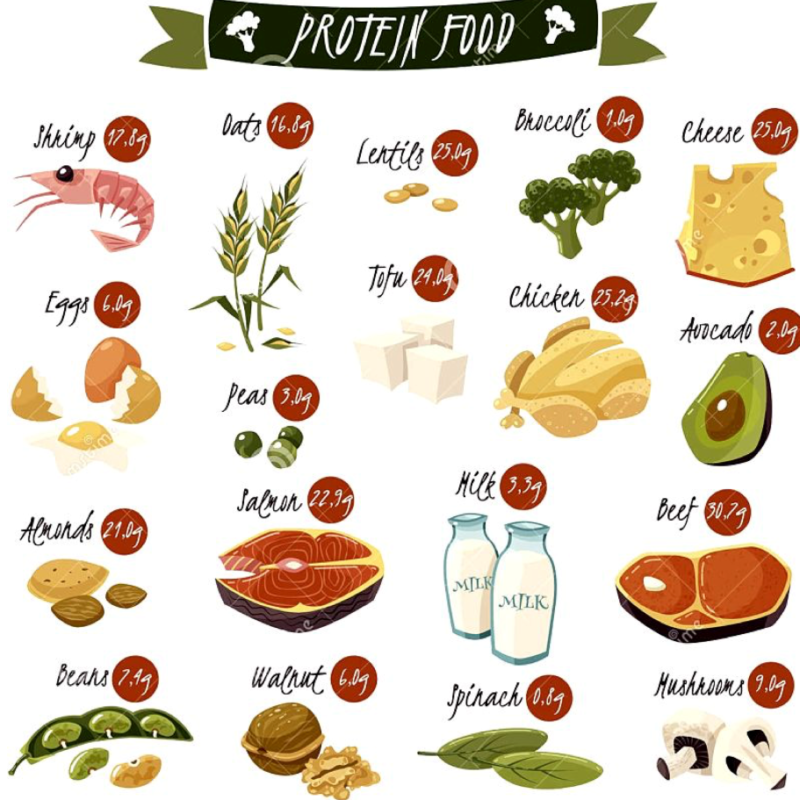 PROTEIN FOOD
Shrimp 17,8g
Oats 16,8g
Lentils 25,0g
Broccoli 1,0g
Cheese 25,0g
Eggs 6,0g
Tofu 24,0g
Chicken 25,2g
Avocado 2,0g
Peas 3,0g
Almonds 21,0g
Salmon 22,9g
Milk 3,3g
MILK
MILK
Beef 30,7g
Beans 7,4g
Walnut 6,0g
Spinach 0,8g
Mushrooms 9,0g